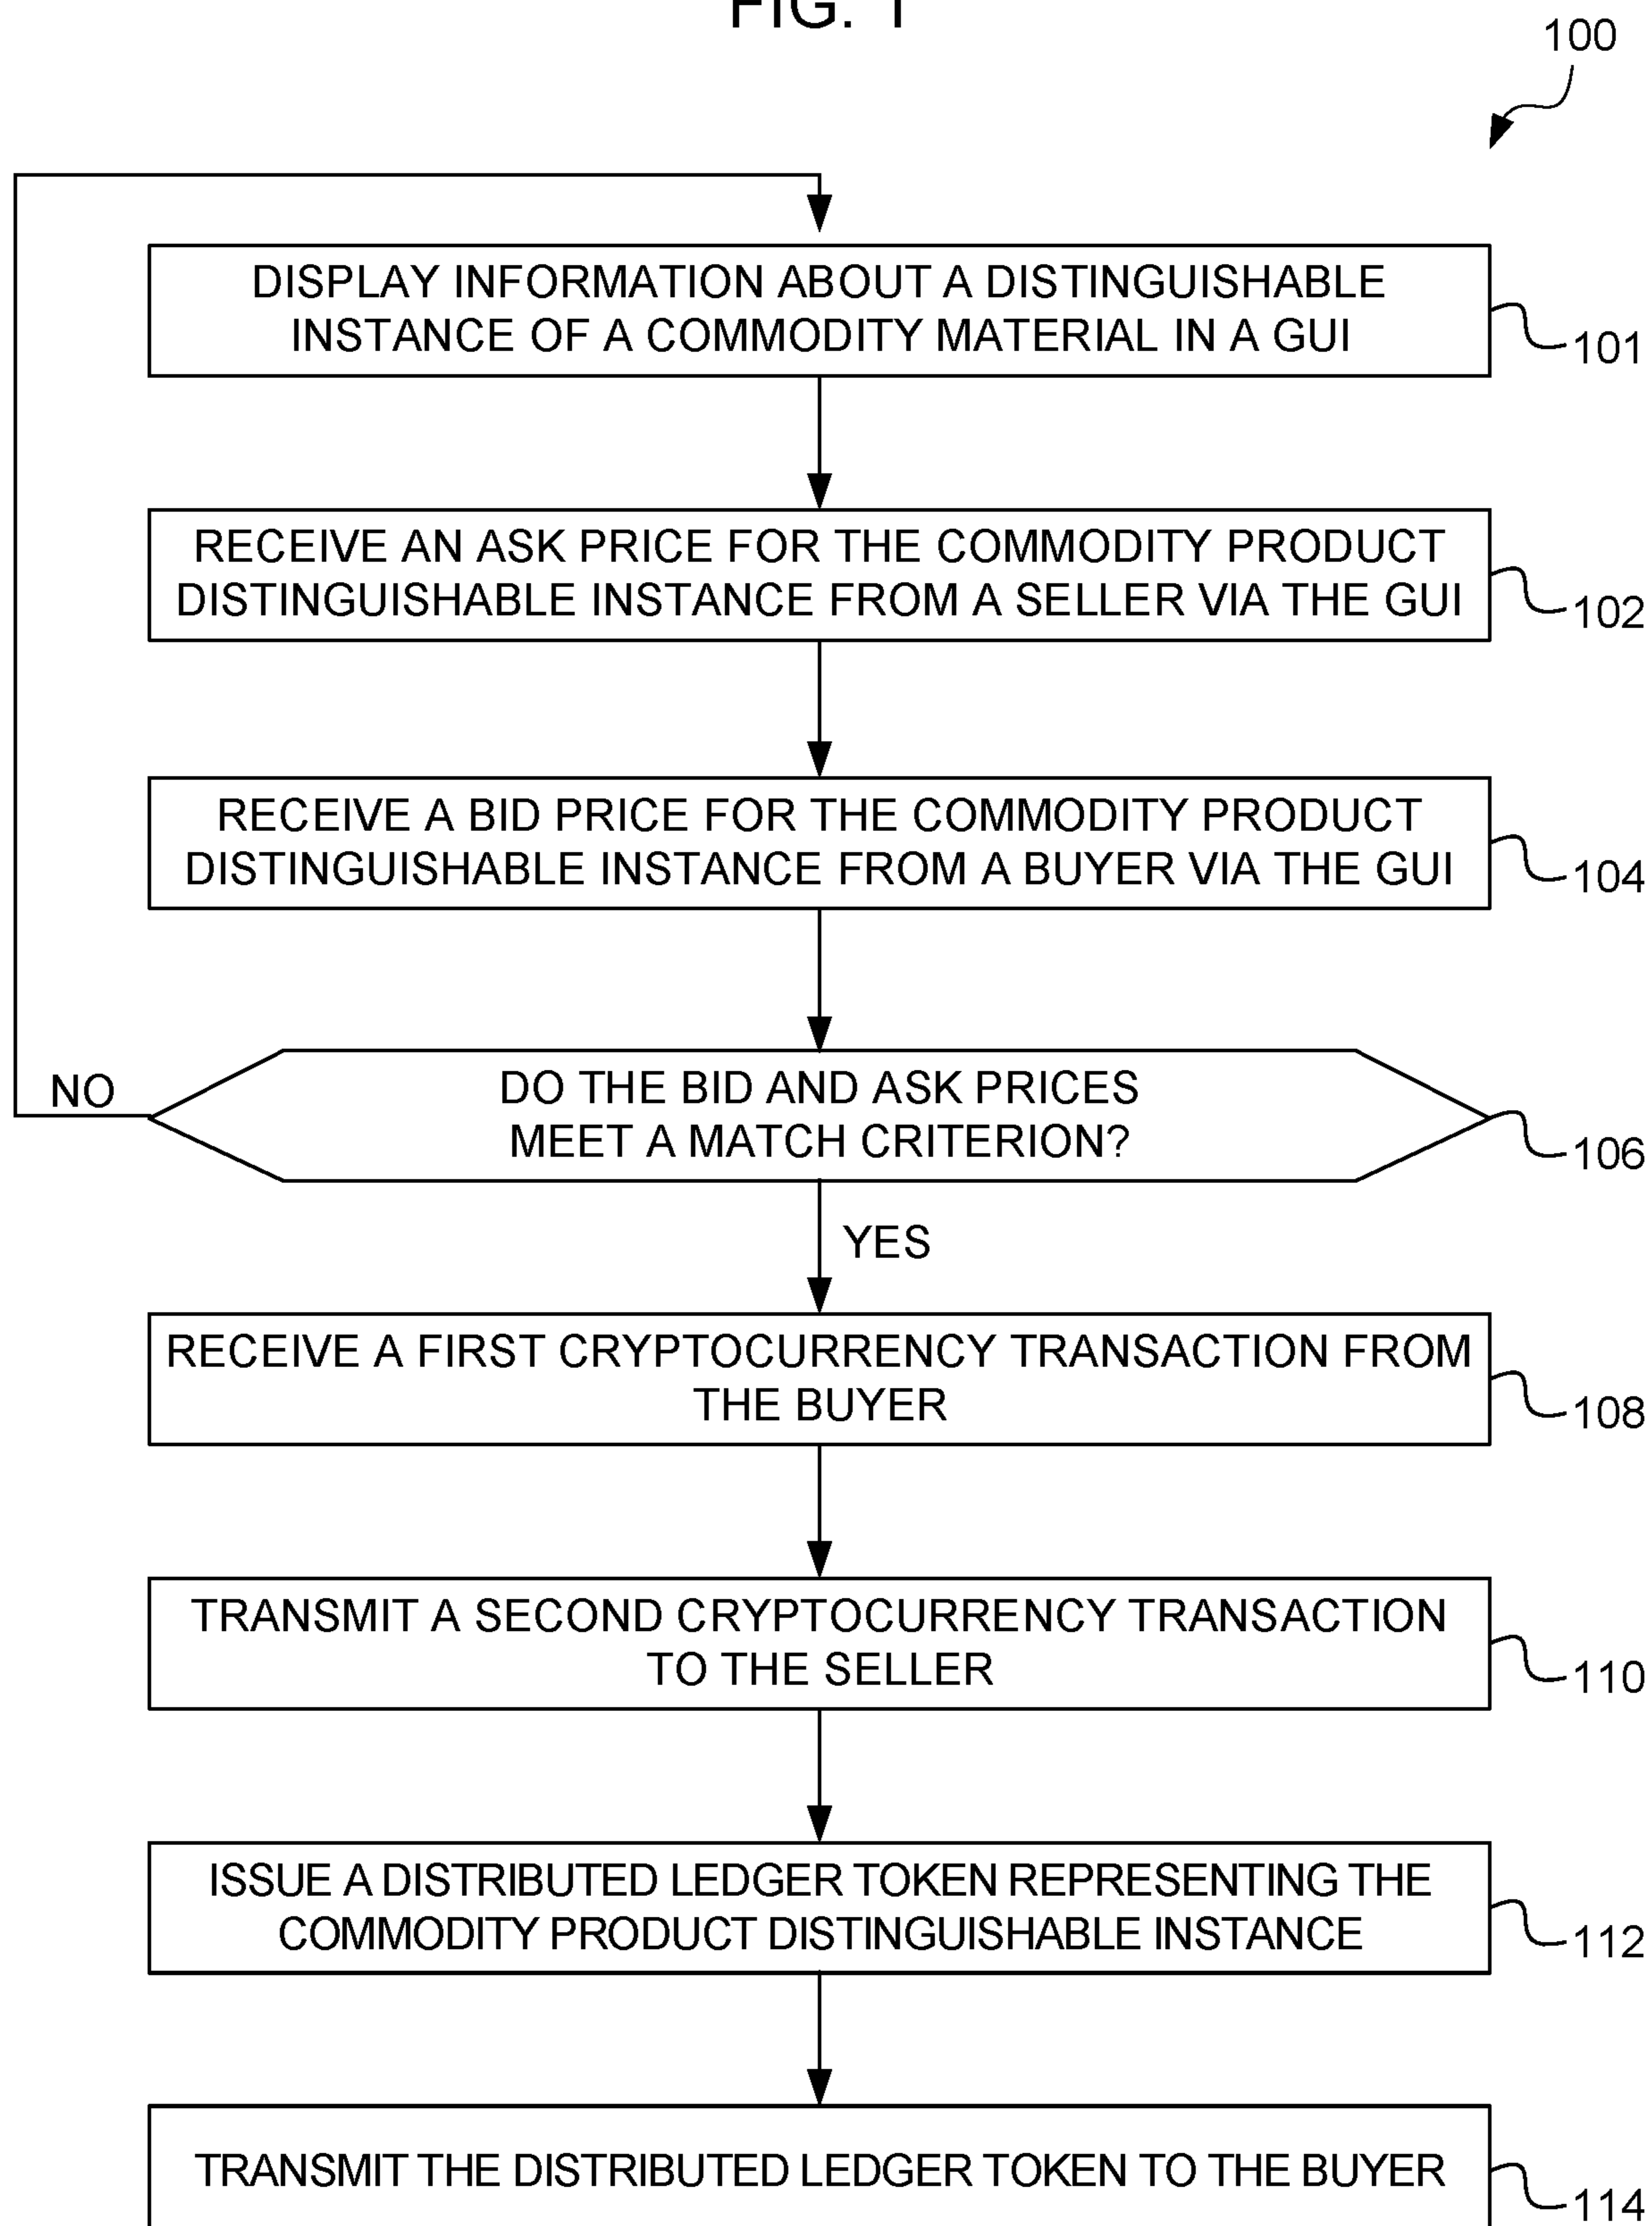 FIG. 1
100
DISPLAY INFORMATION ABOUT A DISTINGUISHABLE
INSTANCE OF A COMMODITY MATERIAL IN A GUI
101
RECEIVE AN ASK PRICE FOR THE COMMODITY PRODUCT
DISTINGUISHABLE INSTANCE FROM A SELLER VIA THE GUI
102
RECEIVE A BID PRICE FOR THE COMMODITY PRODUCT
DISTINGUISHABLE INSTANCE FROM A BUYER VIA THE GUI
104
NO
DO THE BID AND ASK PRICES
MEET A MATCH CRITERION?
106
YES
RECEIVE A FIRST CRYPTOCURRENCY TRANSACTION FROM
THE BUYER
108
TRANSMIT A SECOND CRYPTOCURRENCY TRANSACTION
TO THE SELLER
110
ISSUE A DISTRIBUTED LEDGER TOKEN REPRESENTING THE
COMMODITY PRODUCT DISTINGUISHABLE INSTANCE
112
TRANSMIT THE DISTRIBUTED LEDGER TOKEN TO THE BUYER
114